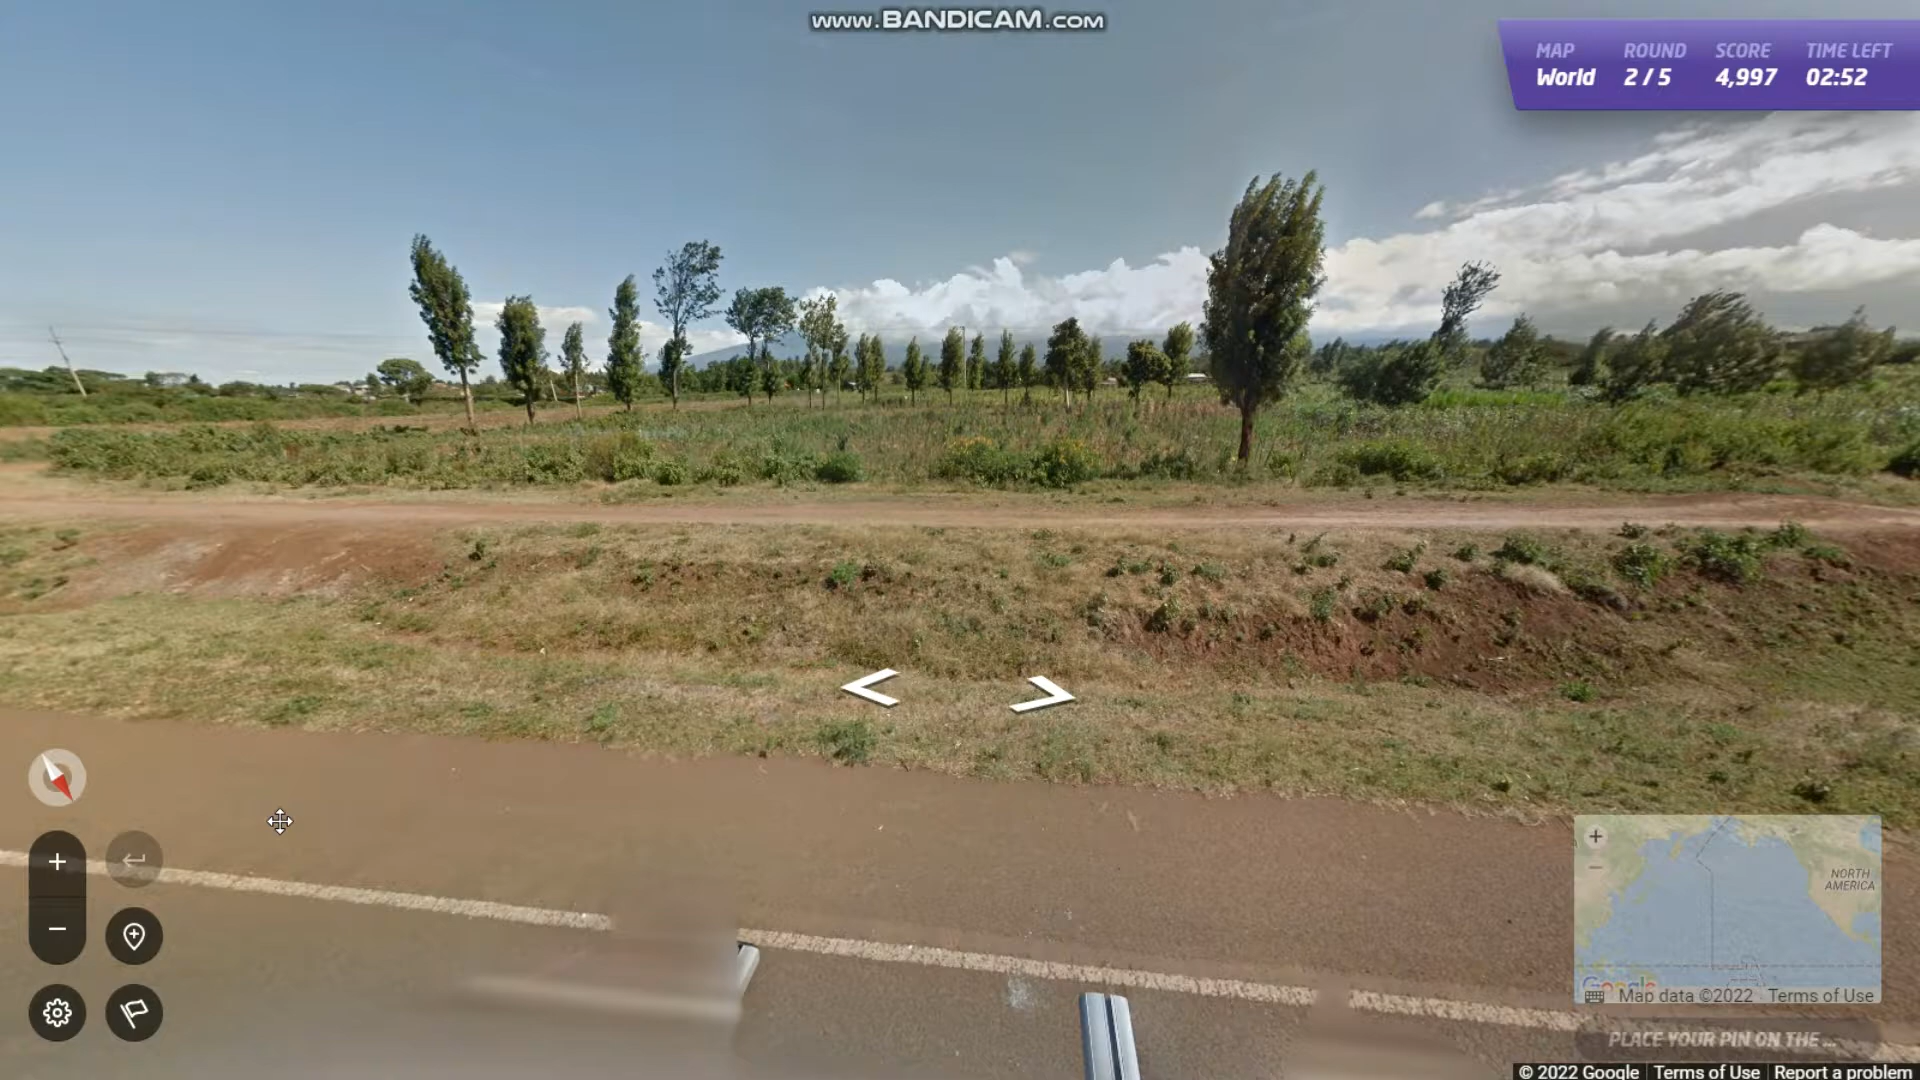 www.BANDICAM.com
MAP ROUND SCORE TIME LEFT
World 2 / 5 4,997 02:52
NORTH
AMERICA
Google
Map data ©2022 Terms of Use
PLACE YOUR PIN ON THE ...
© 2022 Google Terms of Use Report a problem